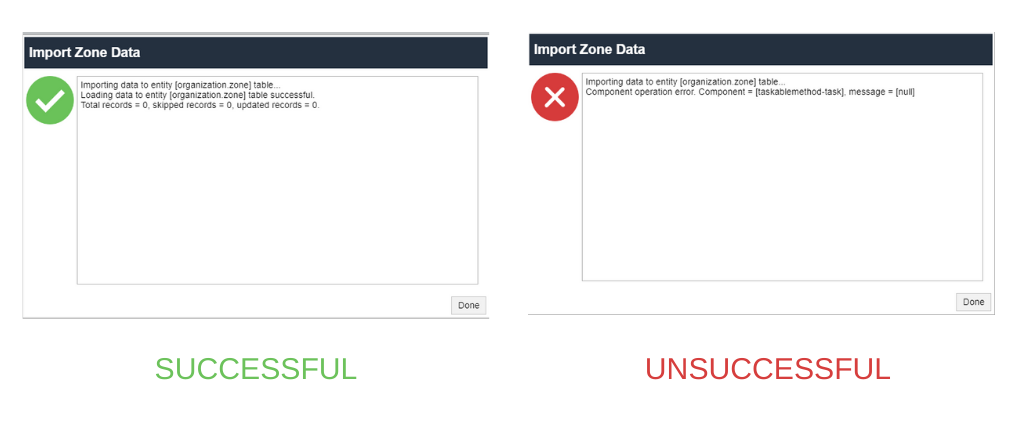 Import Zone Data
Importing data to entity [organization.zone] table...
Loading data to entity [organization.zone] table successful.
Total records = 0, skipped records = 0, updated records = 0.
Done
SUCCESSFUL
Import Zone Data
Importing data to entity [organization.zone] table...
Component operation error. Component = [taskablemethod-task], message = [null]
Done
UNSUCCESSFUL